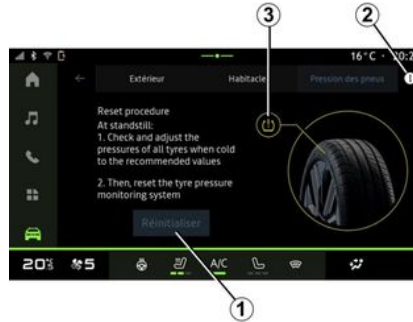 3
2
16°C · 20:2
Extérieur Habitacle Pression des pneus
Reset procedure
At standstill:
1. Check and adjust the
pressures of all tyres when cold
to the recommended values
2. Then, reset the tyre pressure
monitoring system
Réinitialiser
20°5 5 A/C
1